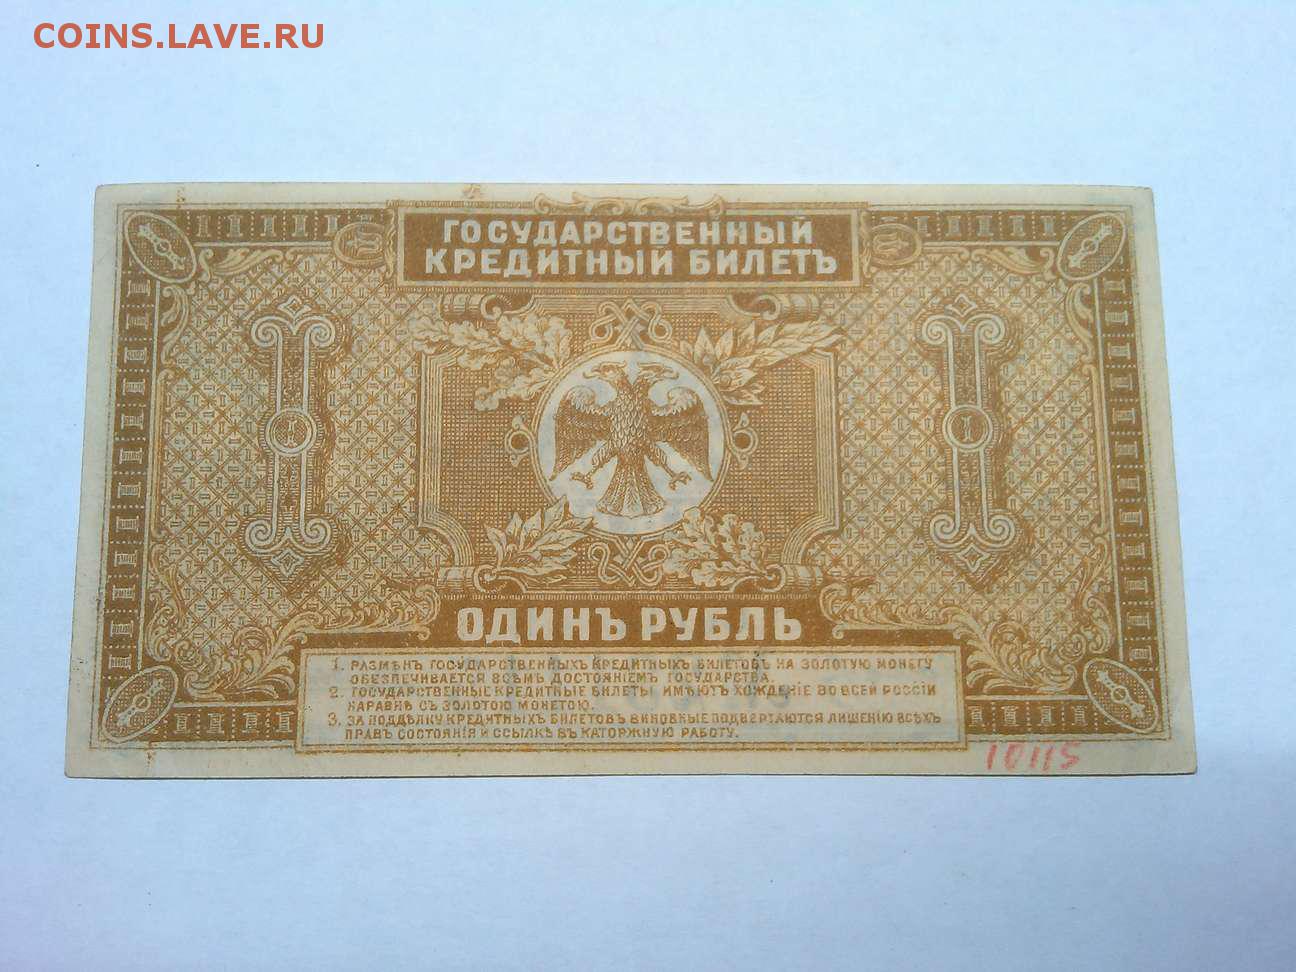 COINS.LAVE.RU
ГОСУДАРСТВЕННЫЙ
КРЕДИТНЫЙ БИЛЕТЪ
1 1
ОДИНЪ РУБЛЬ
1. РАЗМѢНЪ ГОСУДАРСТВЕННЫХЪ КРЕДИТНЫХЪ БИЛЕТОВЪ НА ЗОЛОТУЮ МОНЕТУ
ОБЕЗПЕЧИВАЕТСЯ ВСѢМЪ ДОСТОЯНІЕМЪ ГОСУДАРСТВА.
2. ГОСУДАРСТВЕННЫЕ КРЕДИТНЫЕ БИЛЕТЫ ИМѢЮТЪ ХОЖДЕНІЕ ВО ВСЕЙ РОССІИ
НАРАВНѢ СЪ ЗОЛОТОЮ МОНЕТОЮ.
3. ЗА ПОДДѢЛКУ КРЕДИТНЫХЪ БИЛЕТОВЪ ВИНОВНЫЕ ПОДВЕРГАЮТСЯ ЛИШЕНІЮ ВСѢХЪ
ПРАВЪ СОСТОЯНІЯ И ССЫЛКѢ ВЪ КАТОРЖНУЮ РАБОТУ.
10115